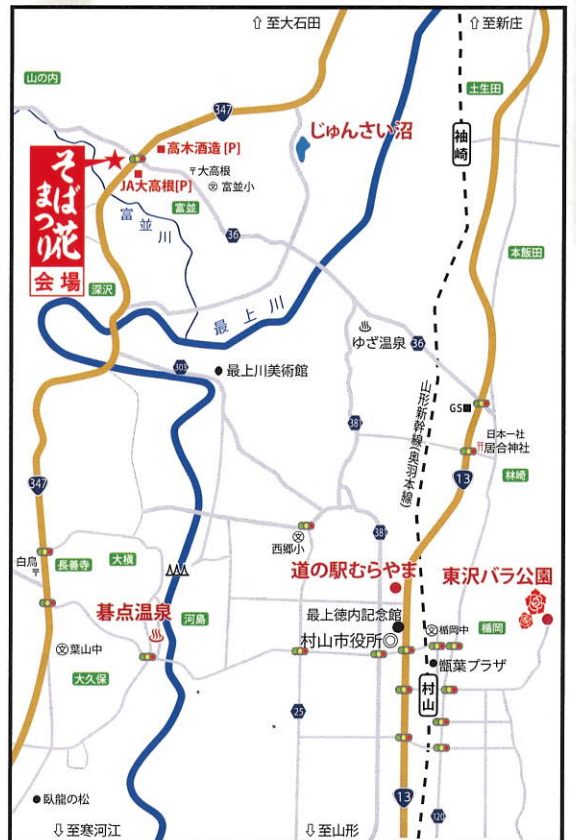 ⇧至大石田
⇧至新庄
山の内
土生田
347
じゅんさい沼
袖崎
高木酒造[P]
〒大高根
JA大高根[P]
文 富並小
そば花まつり
会場
富並
富並川
36
本飯田
深沢
最上川
ゆざ温泉
36
303
最上川美術館
山形新幹線(奥羽本線)
GS
38
日本一社
居合神社
347
13
林崎
西郷小
文
38
白鳥
〒
長善寺
大槇
道の駅むらやま
東沢バラ公園
碁点温泉
河島
最上徳内記念館
文 楯岡中
楯岡
文 葉山中
村山市役所◎
甑葉プラザ
大久保
村山
25
臥龍の松
13
120
⇩至寒河江
⇩至山形